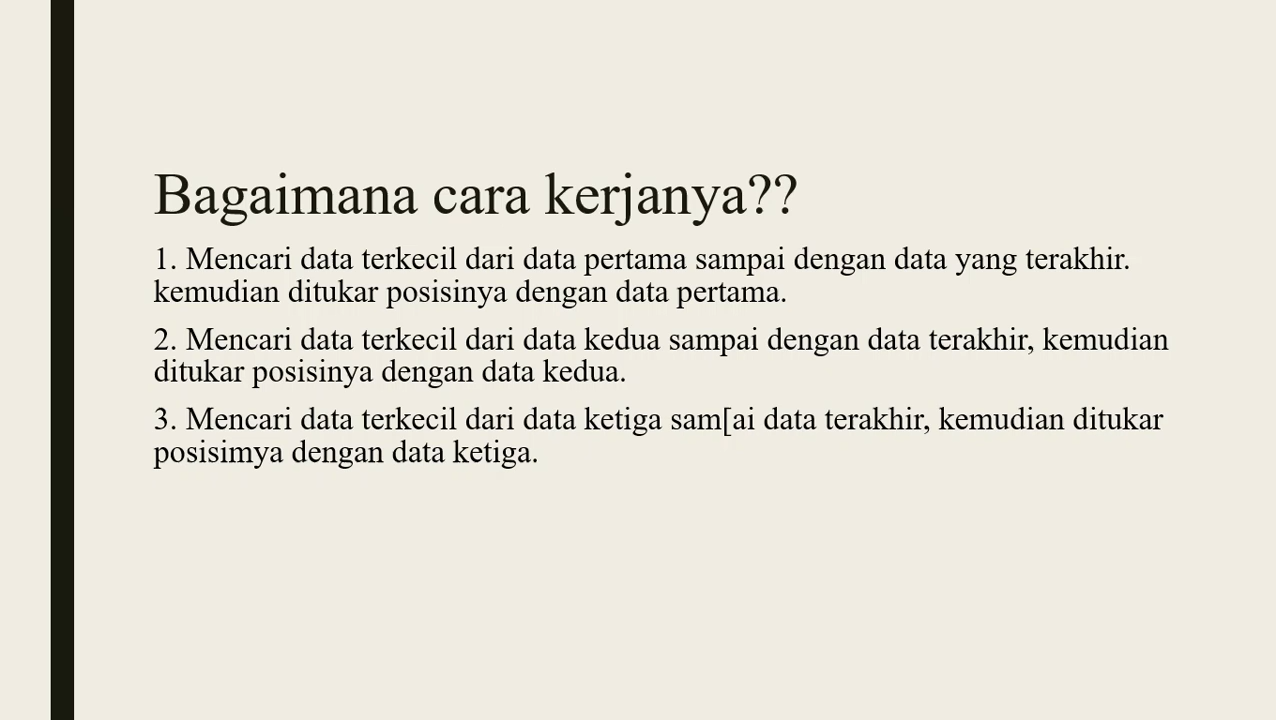 Bagaimana cara kerjanya??
1. Mencari data terkecil dari data pertama sampai dengan data yang terakhir.
kemudian ditukar posisinya dengan data pertama.
2. Mencari data terkecil dari data kedua sampai dengan data terakhir, kemudian
ditukar posisinya dengan data kedua.
3. Mencari data terkecil dari data ketiga sam[ai data terakhir, kemudian ditukar
posisimya dengan data ketiga.